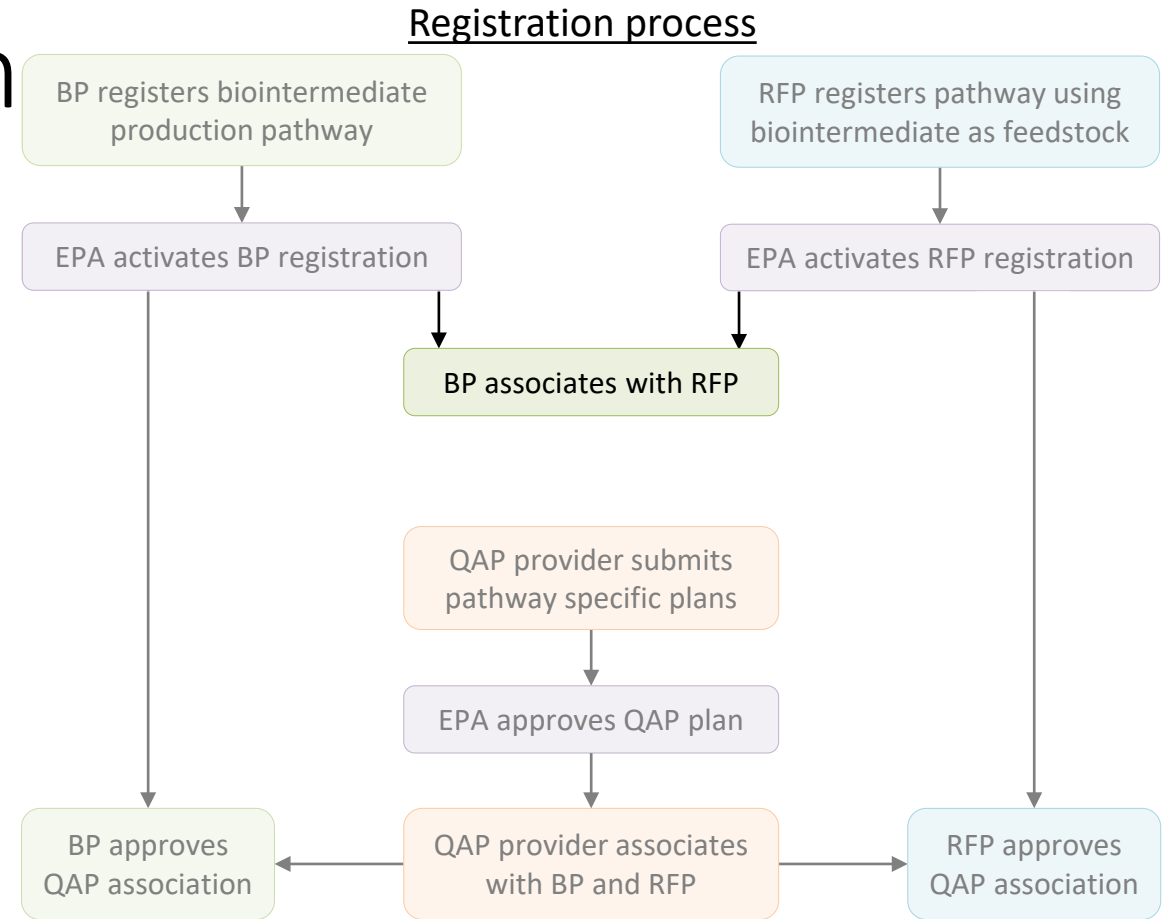 Registration process
n
BP registers biointermediate
production pathway
RFP registers pathway using
biointermediate as feedstock
EPA activates BP registration
EPA activates RFP registration
BP associates with RFP
QAP provider submits
pathway specific plans
EPA approves QAP plan
BP approves
QAP association
QAP provider associates
with BP and RFP
RFP approves
QAP association